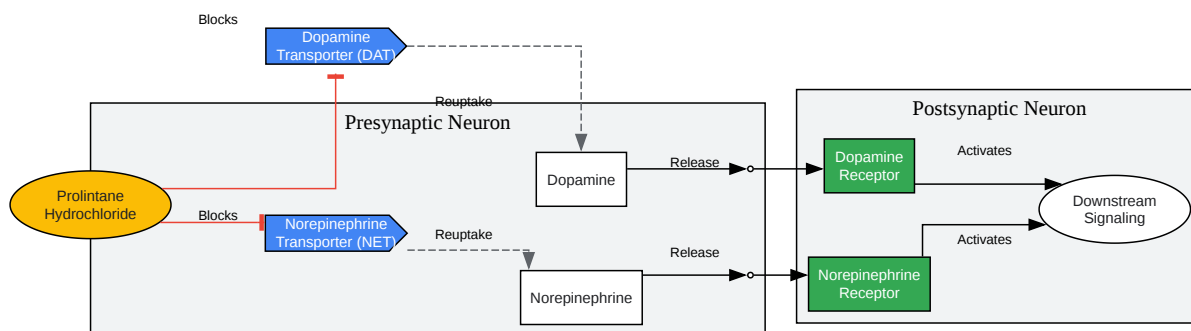 Blocks
Dopamine
Transporter (DAT)
Reuptake
Presynaptic Neuron
Postsynaptic Neuron
Dopamine
Release
Dopamine
Receptor
Activates
Prolintane
Hydrochloride
Blocks
Norepinephrine
Transporter (NET)
Reuptake
Downstream
Signaling
Activates
Norepinephrine
Release
Norepinephrine
Receptor